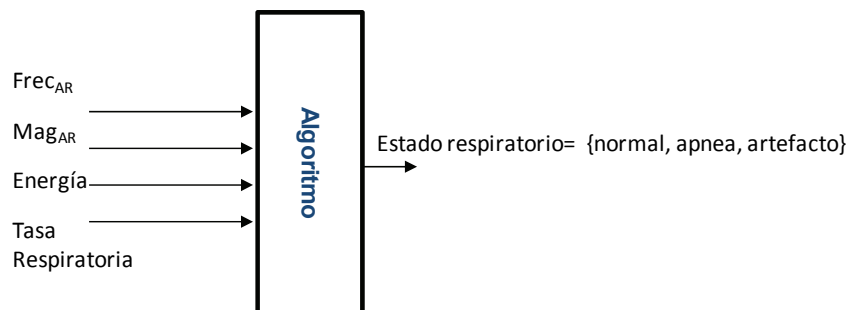 Frec_AR
Mag_AR
Energía
Tasa
Respiratoria
Algoritmo
Estado respiratorio= {normal, apnea, artefacto}